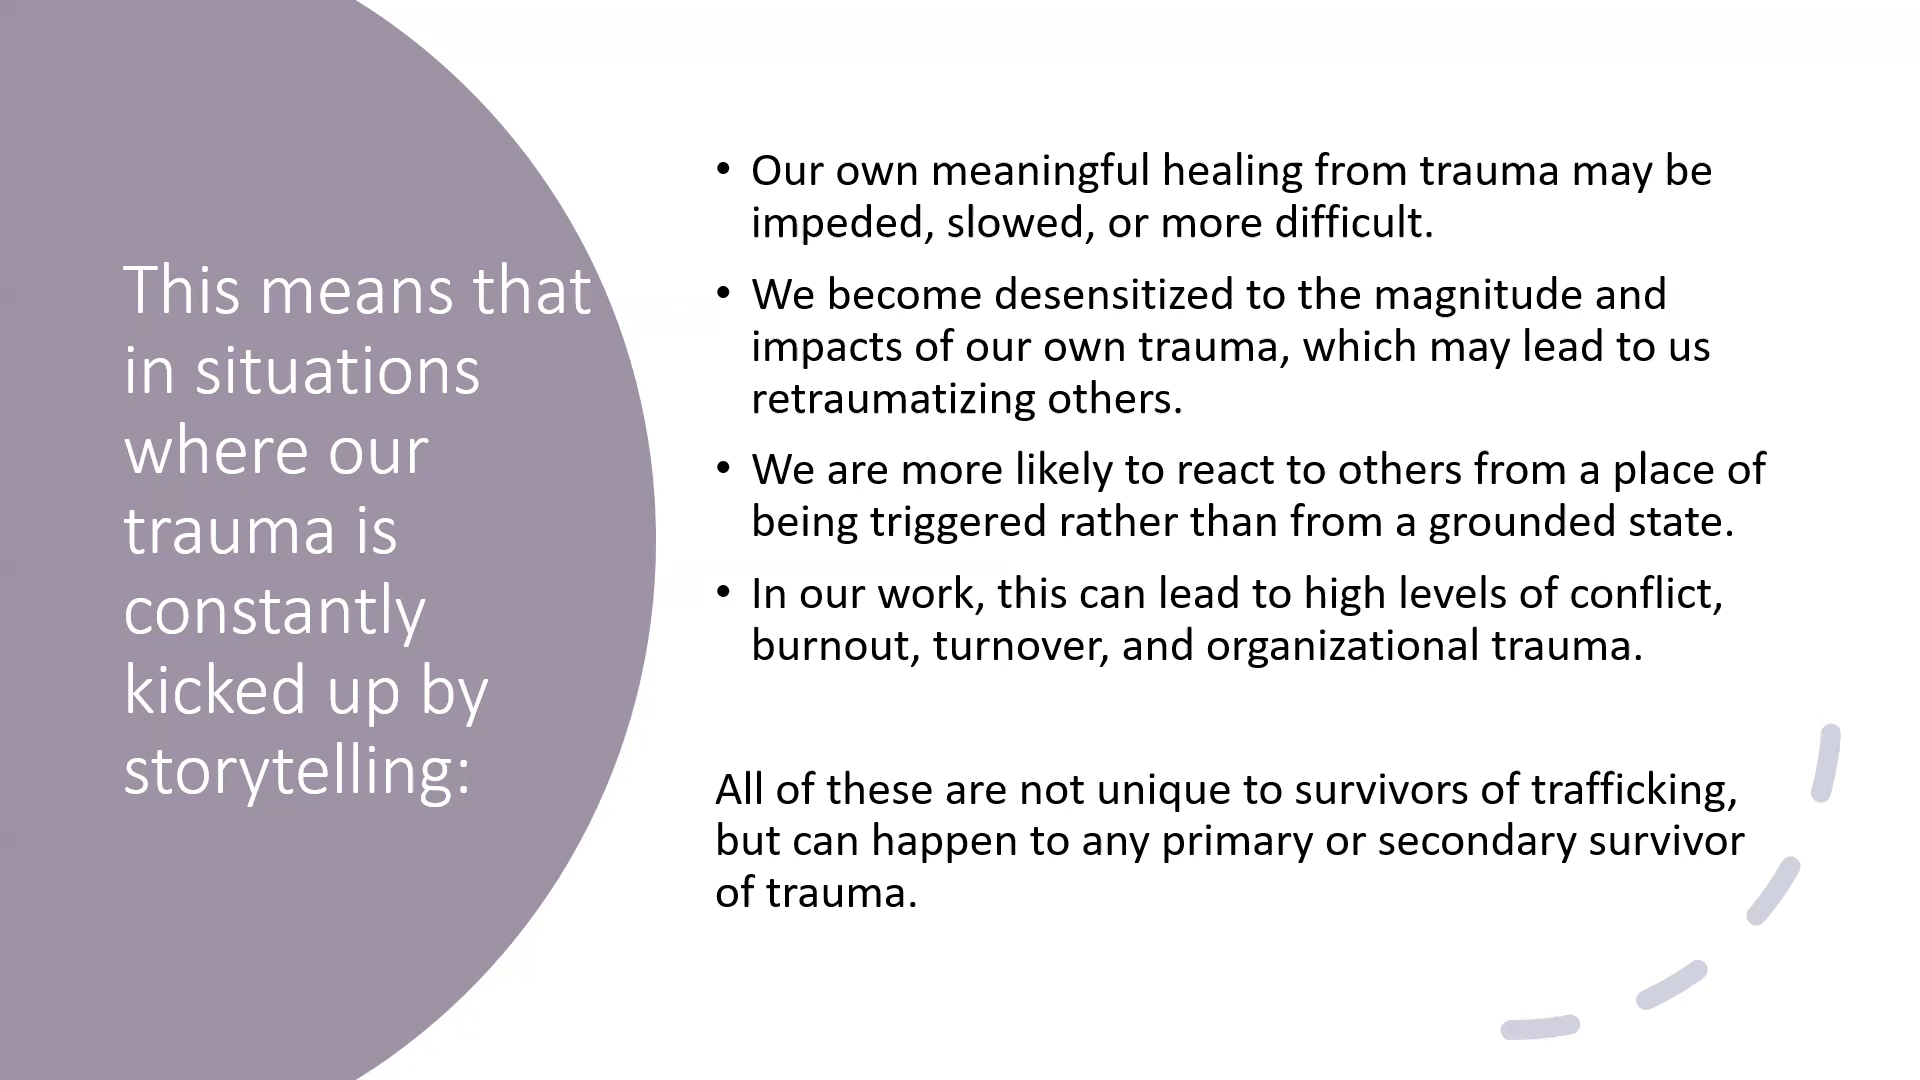 This means that
in situations
where our
trauma is
constantly
kicked up by
storytelling:
• Our own meaningful healing from trauma may be
impeded, slowed, or more difficult.
• We become desensitized to the magnitude and
impacts of our own trauma, which may lead to us
retraumatizing others.
• We are more likely to react to others from a place of
being triggered rather than from a grounded state.
• In our work, this can lead to high levels of conflict,
burnout, turnover, and organizational trauma.
All of these are not unique to survivors of trafficking,
but can happen to any primary or secondary survivor
of trauma.